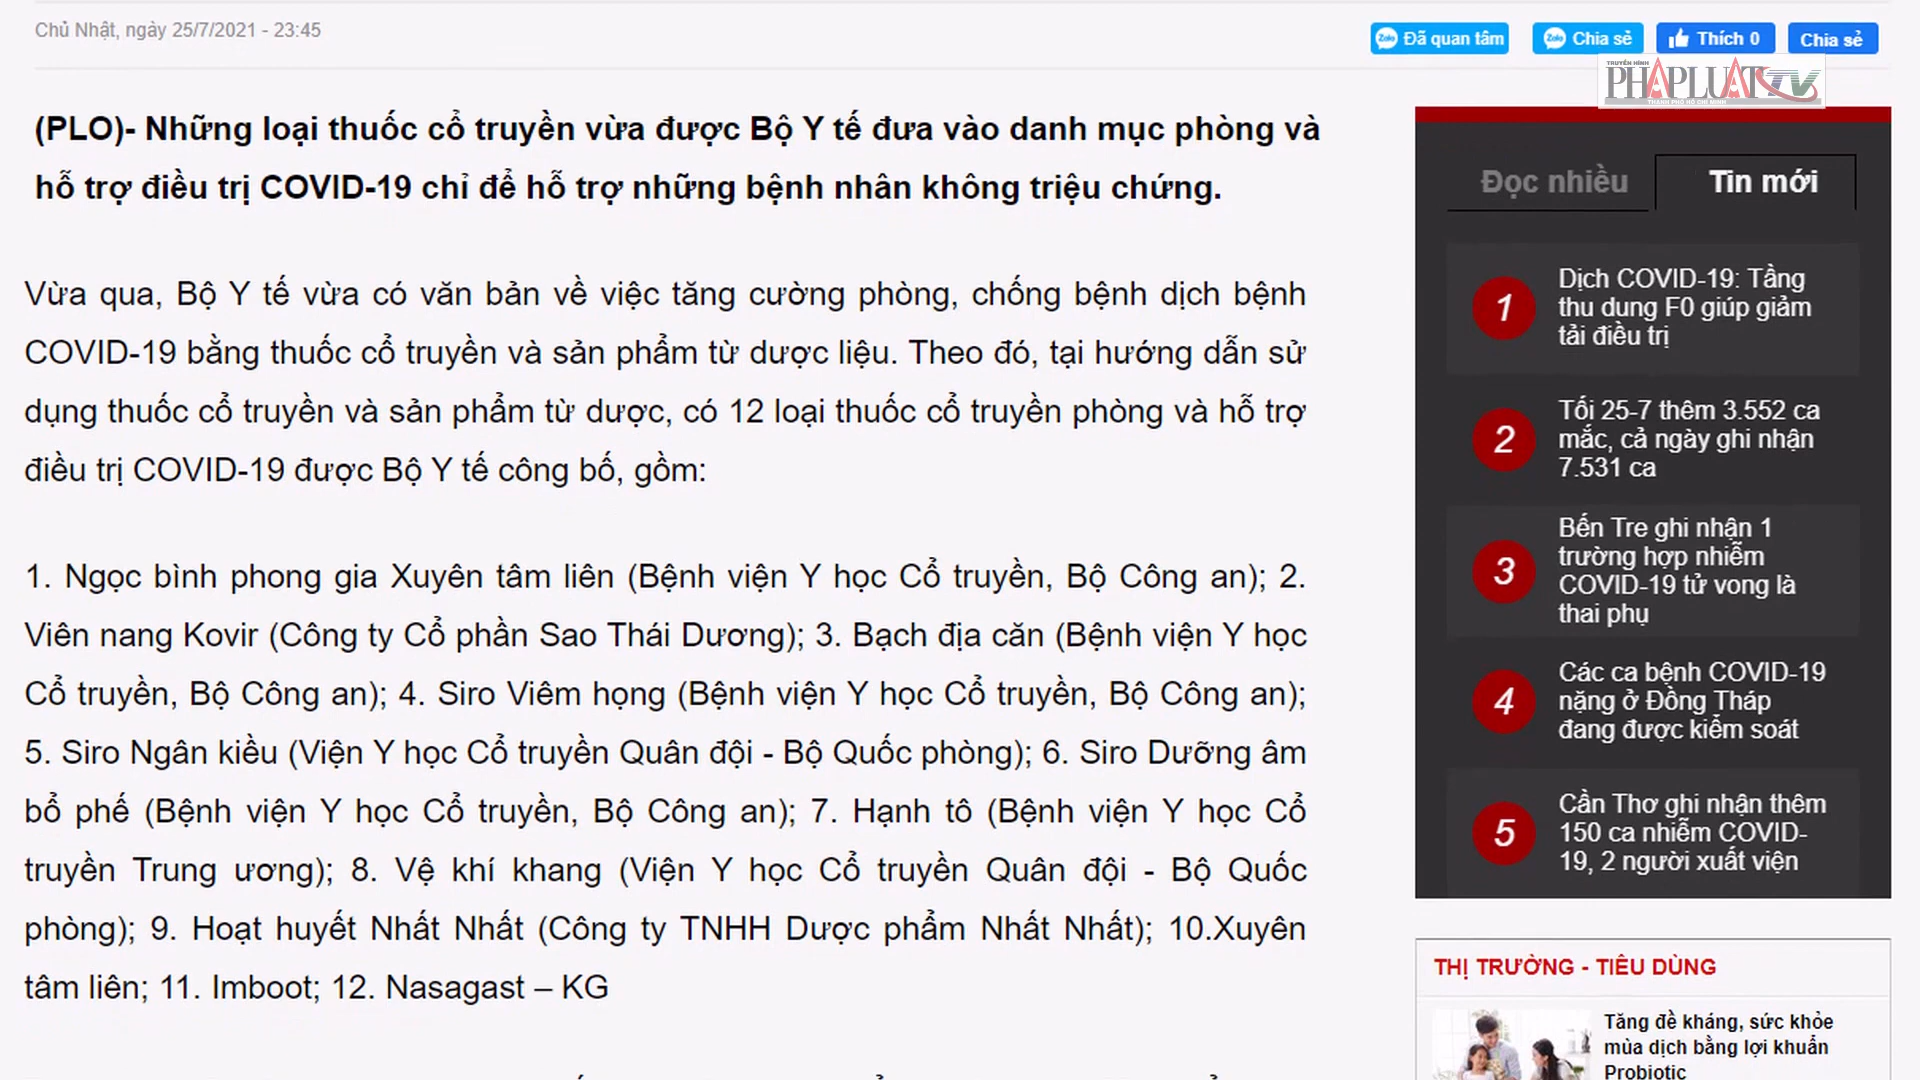 Chủ Nhật, ngày 25/7/2021 - 23:45
Zalo Đã quan tâm
Zalo Chia sẻ
Thích 0
Chia sẻ
TRUYỀN HÌNH
PHÁP LUẬT TV
THÀNH PHỐ HỒ CHÍ MINH
(PLO)- Những loại thuốc cổ truyền vừa được Bộ Y tế đưa vào danh mục phòng và
hỗ trợ điều trị COVID-19 chỉ để hỗ trợ những bệnh nhân không triệu chứng.
Vừa qua, Bộ Y tế vừa có văn bản về việc tăng cường phòng, chống bệnh dịch bệnh
COVID-19 bằng thuốc cổ truyền và sản phẩm từ dược liệu. Theo đó, tại hướng dẫn sử
dụng thuốc cổ truyền và sản phẩm từ dược, có 12 loại thuốc cổ truyền phòng và hỗ trợ
điều trị COVID-19 được Bộ Y tế công bố, gồm:
1. Ngọc bình phong gia Xuyên tâm liên (Bệnh viện Y học Cổ truyền, Bộ Công an); 2.
Viên nang Kovir (Công ty Cổ phần Sao Thái Dương); 3. Bạch địa căn (Bệnh viện Y học
Cổ truyền, Bộ Công an); 4. Siro Viêm họng (Bệnh viện Y học Cổ truyền, Bộ Công an);
5. Siro Ngân kiều (Viện Y học Cổ truyền Quân đội - Bộ Quốc phòng); 6. Siro Dưỡng âm
bổ phế (Bệnh viện Y học Cổ truyền, Bộ Công an); 7. Hạnh tô (Bệnh viện Y học Cổ
truyền Trung ương); 8. Vệ khí khang (Viện Y học Cổ truyền Quân đội - Bộ Quốc
phòng); 9. Hoạt huyết Nhất Nhất (Công ty TNHH Dược phẩm Nhất Nhất); 10.Xuyên
tâm liên; 11. Imboot; 12. Nasagast – KG
Đọc nhiều
Tin mới
1
Dịch COVID-19: Tầng
thu dung F0 giúp giảm
tải điều trị
2
Tối 25-7 thêm 3.552 ca
mắc, cả ngày ghi nhận
7.531 ca
3
Bến Tre ghi nhận 1
trường hợp nhiễm
COVID-19 tử vong là
thai phụ
4
Các ca bệnh COVID-19
nặng ở Đồng Tháp
đang được kiểm soát
5
Cần Thơ ghi nhận thêm
150 ca nhiễm COVID-
19, 2 người xuất viện
THỊ TRƯỜNG - TIÊU DÙNG
Tăng đề kháng, sức khỏe
mùa dịch bằng lợi khuẩn
Probiotic